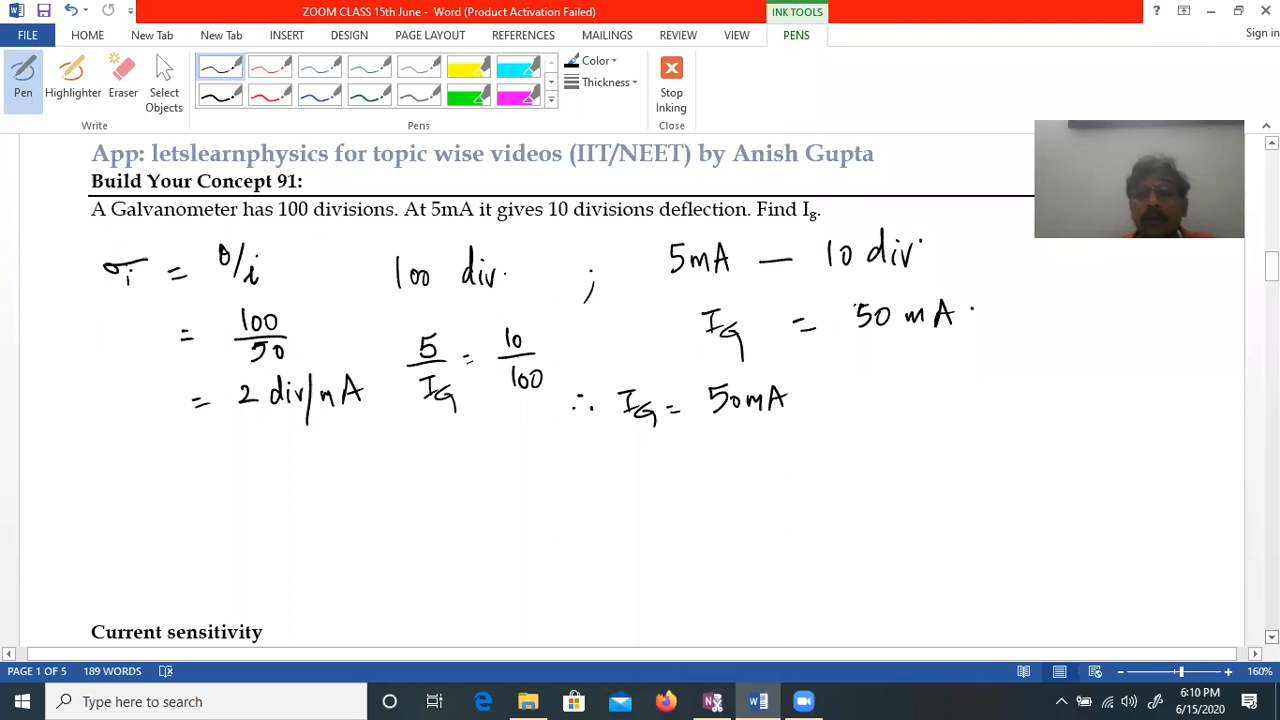 ZOOM CLASS 15th June - Word (Product Activation Failed)
INK TOOLS
FILE HOME New Tab New Tab INSERT DESIGN PAGE LAYOUT REFERENCES MAILINGS REVIEW VIEW PENS
Sign in
Pen Highlighter Eraser Select Objects
Color
Thickness
Stop Inking
Write Pens Close
App: letslearnphysics for topic wise videos (IIT/NEET) by Anish Gupta
Build Your Concept 91:
A Galvanometer has 100 divisions. At 5mA it gives 10 divisions deflection. Find Ig.
σi = θ/i 100 div. ; 5mA — 10 div
= 100/50 IG = 50 mA.
5/IG = 10/100
= 2 div/mA ∴ IG = 50mA
Current sensitivity
PAGE 1 OF 5 189 WORDS 160%
Type here to search
6:10 PM
6/15/2020